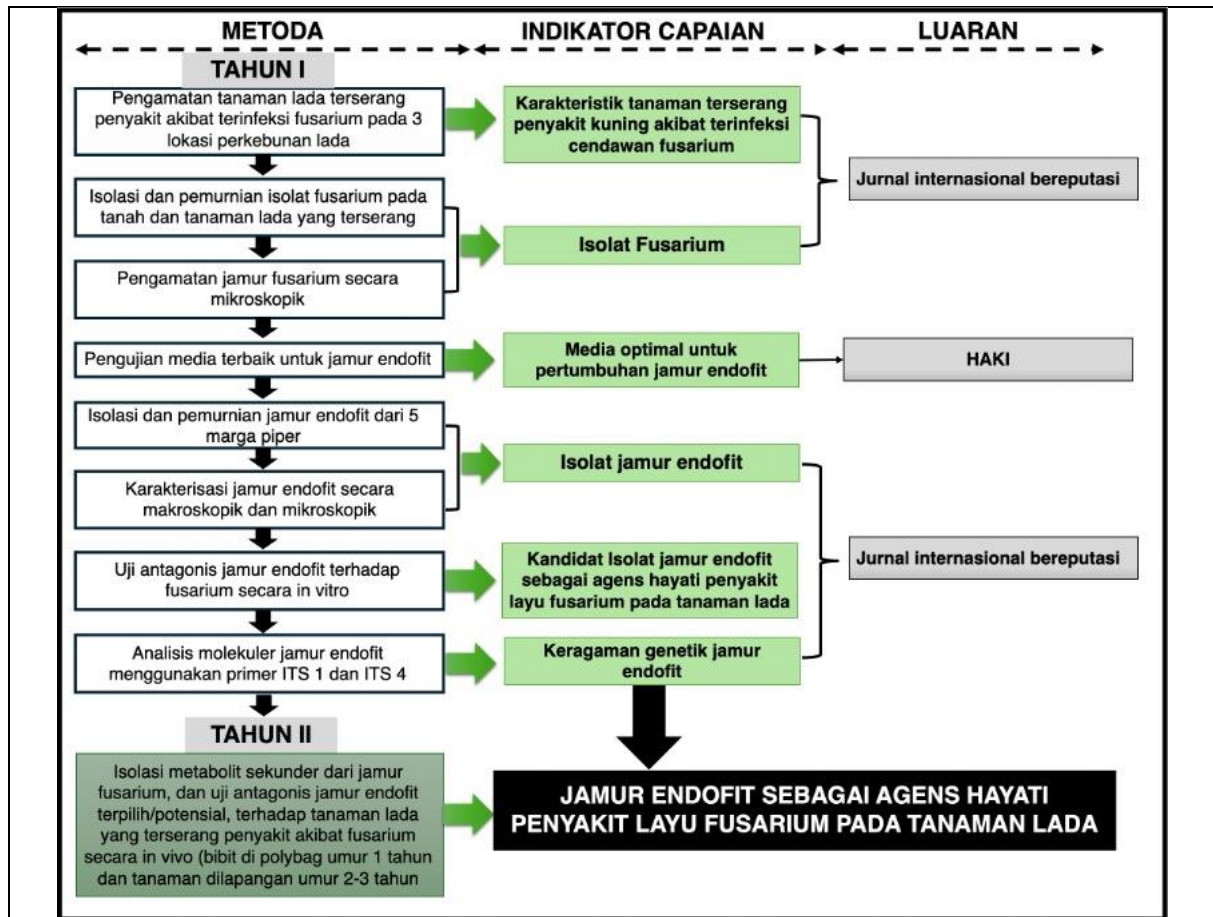 METODA
INDIKATOR CAPAIAN
LUARAN
TAHUN I
Pengamatan tanaman lada terserang
penyakit akibat terinfeksi fusarium pada 3
lokasi perkebunan lada
Karakteristik tanaman terserang
penyakit kuning akibat terinfeksi
cendawan fusarium
Jurnal internasional bereputasi
Isolasi dan pemurnian isolat fusarium pada
tanah dan tanaman lada yang terserang
Isolat Fusarium
Pengamatan jamur fusarium secara
mikroskopik
Pengujian media terbaik untuk jamur endofit
Media optimal untuk
pertumbuhan jamur endofit
HAKI
Isolasi dan pemurnian jamur endofit dari 5
marga piper
Isolat jamur endofit
Karakterisasi jamur endofit secara
makroskopik dan mikroskopik
Jurnal internasional bereputasi
Uji antagonis jamur endofit terhadap
fusarium secara in vitro
Kandidat Isolat jamur endofit
sebagai agens hayati penyakit
layu fusarium pada tanaman lada
Analisis molekuler jamur endofit
menggunakan primer ITS 1 dan ITS 4
Keragaman genetik jamur
endofit
TAHUN II
Isolasi metabolit sekunder dari jamur
fusarium, dan uji antagonis jamur endofit
terpilih/potensial, terhadap tanaman lada
yang terserang penyakit akibat fusarium
secara in vivo (bibit di polybag umur 1 tahun
dan tanaman dilapangan umur 2-3 tahun
JAMUR ENDOFIT SEBAGAI AGENS HAYATI
PENYAKIT LAYU FUSARIUM PADA TANAMAN LADA